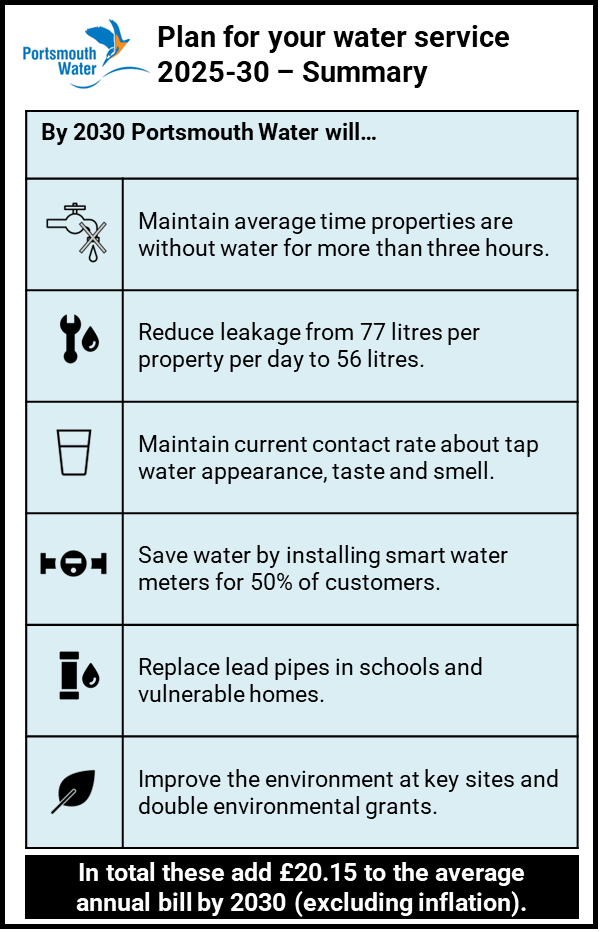 Portsmouth
Water
Plan for your water service
2025-30 – Summary
By 2030 Portsmouth Water will…
Maintain average time properties are
without water for more than three hours.
Reduce leakage from 77 litres per
property per day to 56 litres.
Maintain current contact rate about tap
water appearance, taste and smell.
Save water by installing smart water
meters for 50% of customers.
Replace lead pipes in schools and
vulnerable homes.
Improve the environment at key sites and
double environmental grants.
In total these add £20.15 to the average
annual bill by 2030 (excluding inflation).